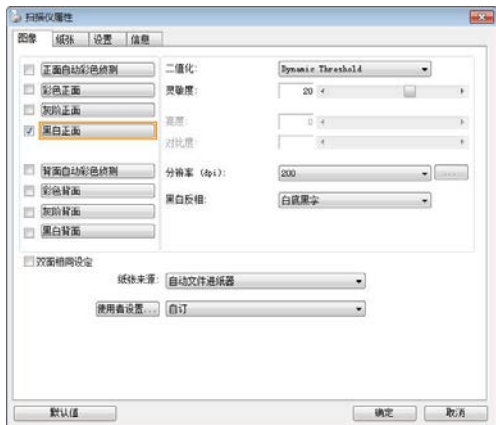 扫描仪属性
图像 纸张 设置 信息
正面自动彩色侦测
彩色正面
灰阶正面
黑白正面
背面自动彩色侦测
彩色背面
灰阶背面
黑白背面
二值化: Dynamic Threshold
灵敏度: 20
亮度: 0
对比度:
分辨率 (dpi): 200
黑白反相: 白底黑字
双面相同设定
纸张来源: 自动文件进纸器
使用者设置... 自订
默认值 确定 取消